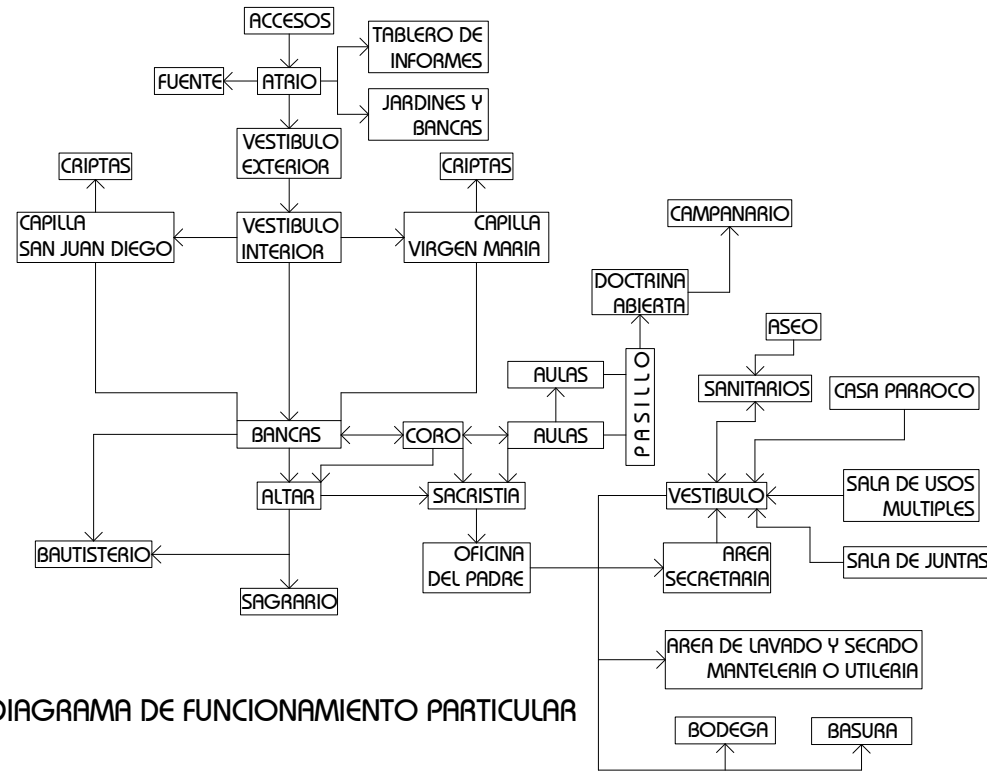 ACCESOS
TABLERO DE
INFORMES
FUENTE
ATRIO
JARDINES Y
BANCAS
VESTIBULO
EXTERIOR
CRIPTAS
CRIPTAS
CAPILLA
SAN JUAN DIEGO
VESTIBULO
INTERIOR
CAPILLA
VIRGEN MARIA
CAMPANARIO
DOCTRINA
ABIERTA
ASEO
PASILLO
AULAS
SANITARIOS
CASA PARROCO
BANCAS
CORO
AULAS
ALTAR
SACRISTIA
VESTIBULO
SALA DE USOS
MULTIPLES
BAUTISTERIO
OFICINA
DEL PADRE
AREA
SECRETARIA
SALA DE JUNTAS
SAGRARIO
AREA DE LAVADO Y SECADO
MANTELERIA O UTILERIA
DIAGRAMA DE FUNCIONAMIENTO PARTICULAR
BODEGA
BASURA